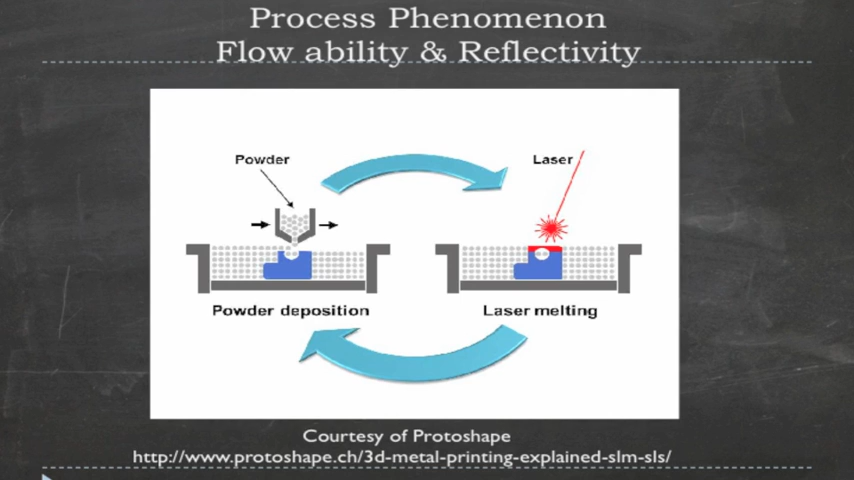 Process Phenomenon
Flow ability & Reflectivity
Powder
Laser
Powder deposition
Laser melting
Courtesy of Protoshape
http://www.protoshape.ch/3d-metal-printing-explained-slm-sls/